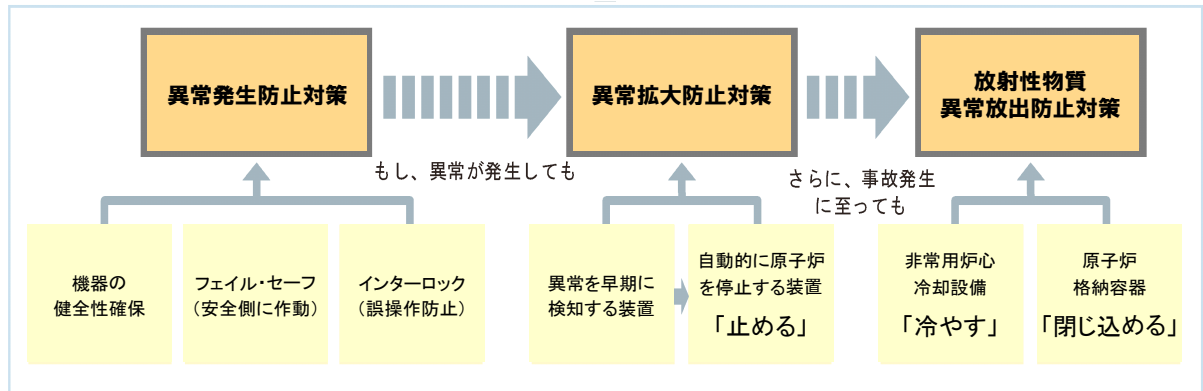 異常発生防止対策
もし、異常が発生しても
異常拡大防止対策
さらに、事故発生
に至っても
放射性物質
異常放出防止対策
機器の
健全性確保
フェイル・セーフ
（安全側に作動）
インターロック
（誤操作防止）
異常を早期に
検知する装置
自動的に原子炉
を停止する装置
「止める」
非常用炉心
冷却設備
「冷やす」
原子炉
格納容器
「閉じ込める」